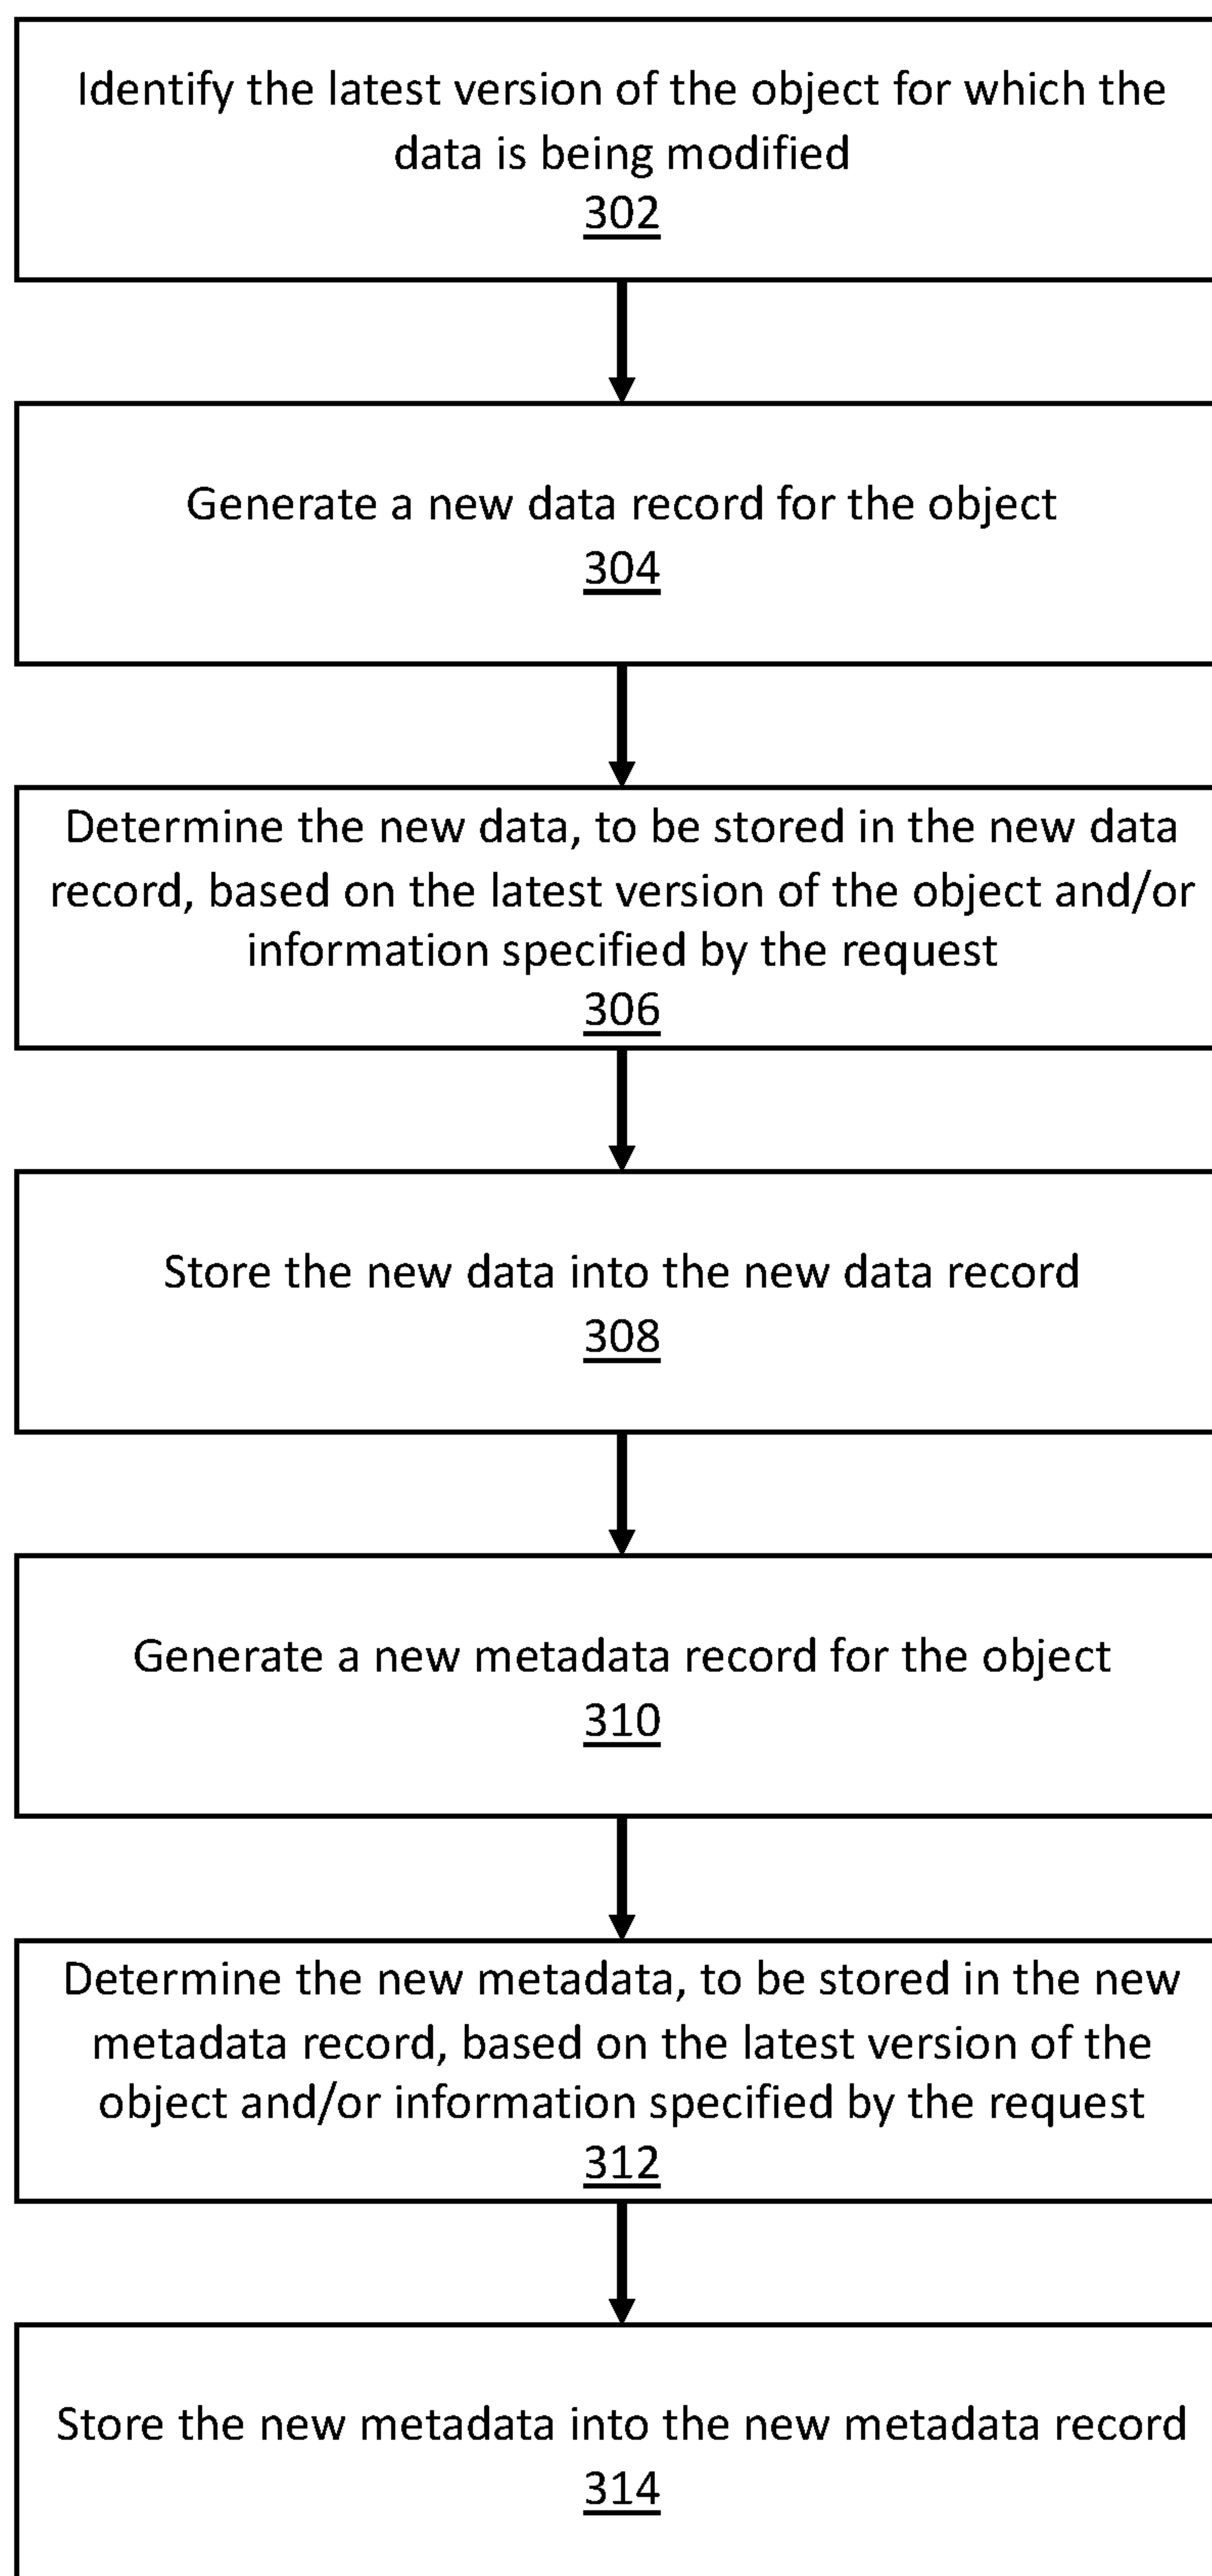 Identify the latest version of the object for which the
data is being modified
302
Generate a new data record for the object
304
Determine the new data, to be stored in the new data
record, based on the latest version of the object and/or
information specified by the request
306
Store the new data into the new data record
308
Generate a new metadata record for the object
310
Determine the new metadata, to be stored in the new
metadata record, based on the latest version of the
object and/or information specified by the request
312
Store the new metadata into the new metadata record
314